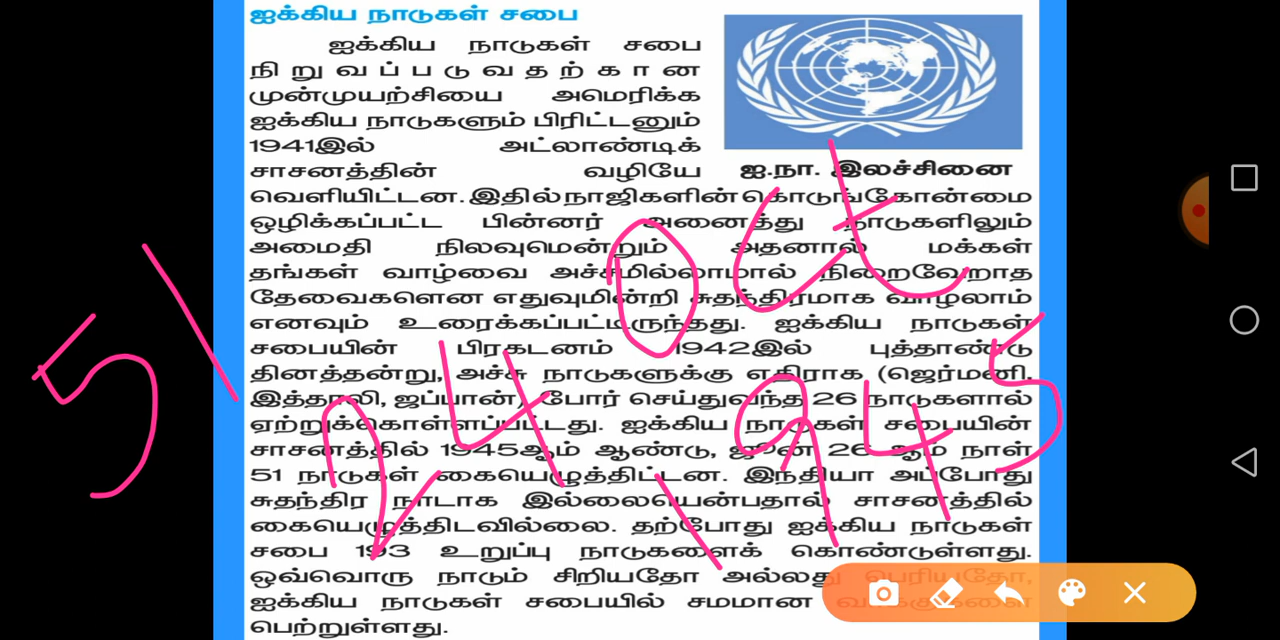 ஐக்கிய நாடுகள் சபை
ஐக்கிய நாடுகள் சபை
நிறுவப்படுவதற்கான
முன்முயற்சியை அமெரிக்க
ஐக்கிய நாடுகளும் பிரிட்டனும்
1941இல் அட்லாண்டிக்
சாசனத்தின் வழியே
ஐ.நா. இலச்சினை
வெளியிட்டன. இதில் நாஜிகளின் கொடுங்கோன்மை
ஒழிக்கப்பட்ட பின்னர் அனைத்து நாடுகளிலும்
அமைதி நிலவுமென்றும் அதனால் மக்கள்
தங்கள் வாழ்வை அச்சமில்லாமால் நிறைவேறாத
தேவைகளென எதுவுமின்றி சுதந்திரமாக வாழலாம்
எனவும் உரைக்கப்பட்டிருந்தது. ஐக்கிய நாடுகள்
சபையின் பிரகடனம் 1942இல் புத்தாண்டு
தினத்தன்று, அச்சு நாடுகளுக்கு எதிராக (ஜெர்மனி,
இத்தாலி, ஜப்பான்) போர் செய்துவந்த 26 நாடுகளால்
ஏற்றுக்கொள்ளப்பட்டது. ஐக்கிய நாடுகள் சபையின்
சாசனத்தில் 1945ஆம் ஆண்டு, ஜூன் 26 ஆம் நாள்
51 நாடுகள் கையெழுத்திட்டன. இந்தியா அப்போது
சுதந்திர நாடாக இல்லையென்பதால் சாசனத்தில்
கையெழுத்திடவில்லை. தற்போது ஐக்கிய நாடுகள்
சபை 193 உறுப்பு நாடுகளைக் கொண்டுள்ளது.
ஒவ்வொரு நாடும் சிறியதோ அல்லது பெரியதோ,
ஐக்கிய நாடுகள் சபையில் சமமான வாக்குகளை
பெற்றுள்ளது.
51
24 Oct 1945